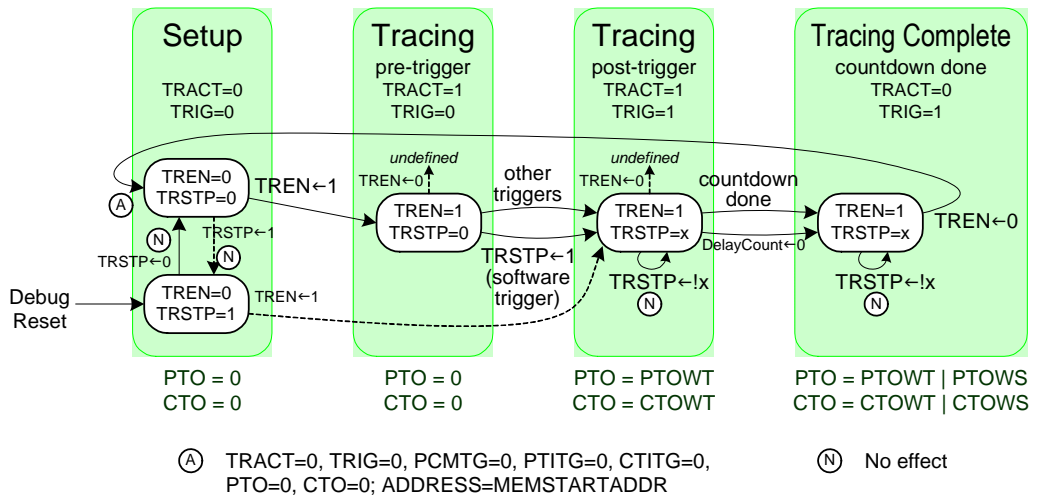 Setup
TRACT=0
TRIG=0
Tracing
pre-trigger
TRACT=1
TRIG=0
Tracing
post-trigger
TRACT=1
TRIG=1
Tracing Complete
countdown done
TRACT=0
TRIG=1
TREN=0
TRSTP=0
A
TREN←1
N
TRSTP←0
TRSTP←1
N
Debug
Reset
TREN=0
TRSTP=1
TREN←1
undefined
TREN←0
TREN=1
TRSTP=0
other
triggers
TRSTP←1
(software
trigger)
undefined
TREN←0
TREN=1
TRSTP=x
TRSTP←!x
N
countdown
done
DelayCount←0
TREN=1
TRSTP=x
TREN←0
TRSTP←!x
N
PTO = 0
CTO = 0
PTO = 0
CTO = 0
PTO = PTOWT
CTO = CTOWT
PTO = PTOWT | PTOWS
CTO = CTOWT | CTOWS
A TRACT=0, TRIG=0, PCMTG=0, PTITG=0, CTITG=0,
PTO=0, CTO=0; ADDRESS=MEMSTARTADDR
N No effect